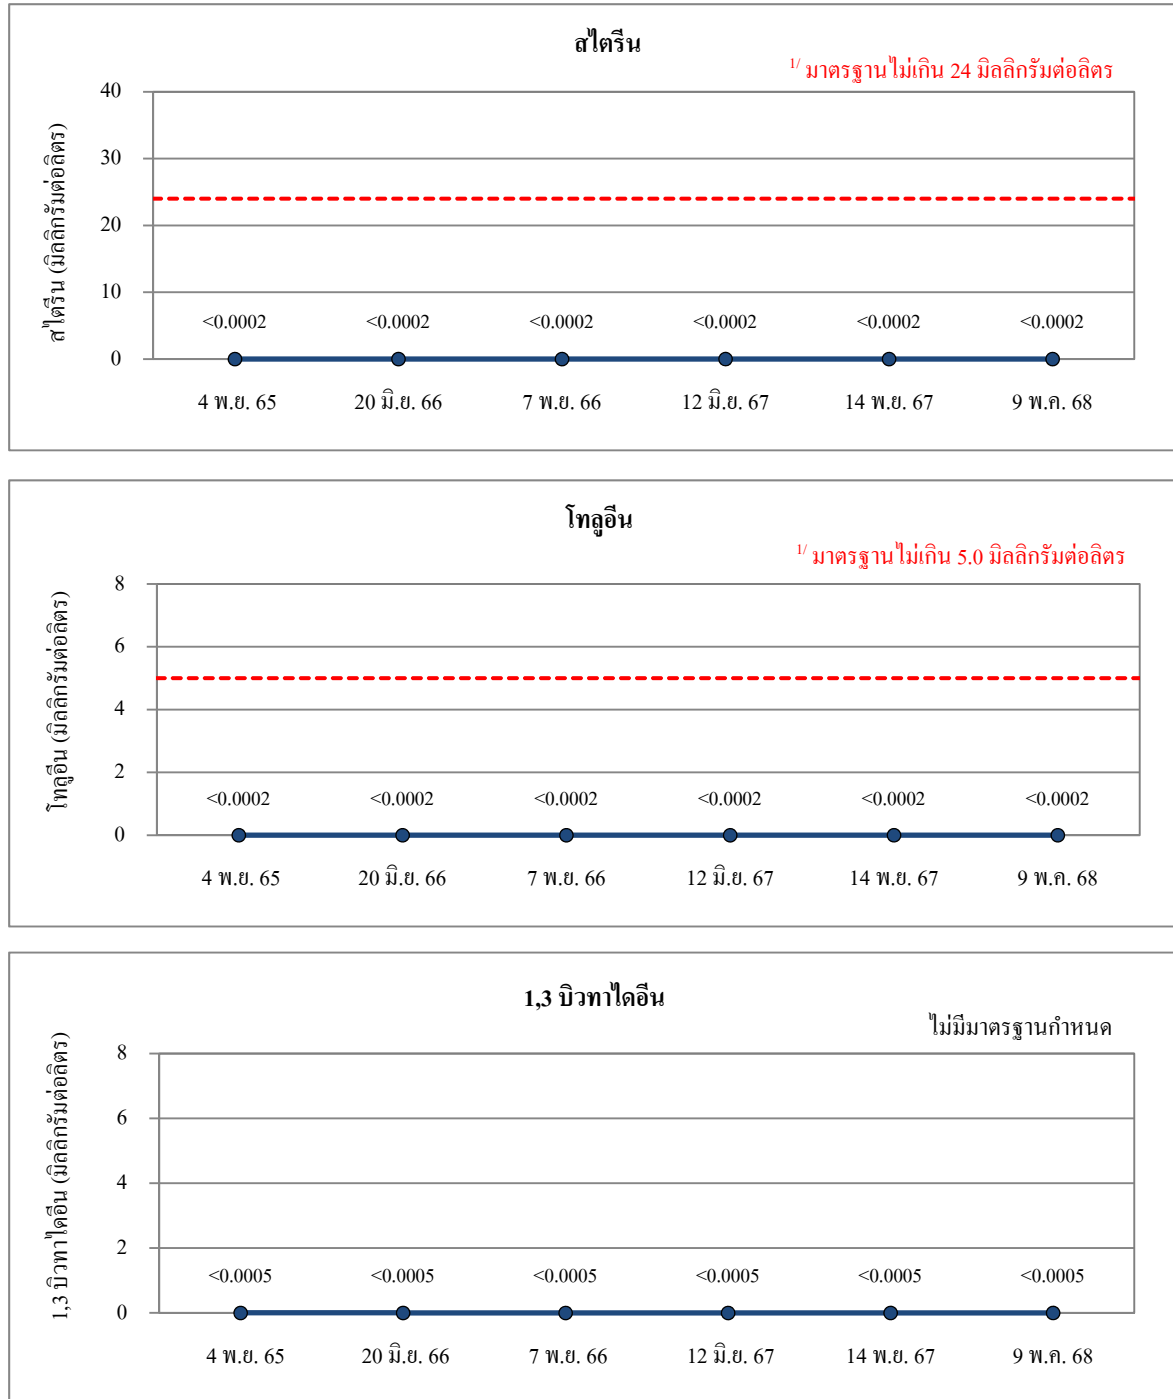 สไตรีน
1/ มาตรฐานไม่เกิน 24 มิลลิกรัมต่อลิตร
สไตรีน (มิลลิกรัมต่อลิตร)
40
30
20
10
0
<0.0002 <0.0002 <0.0002 <0.0002 <0.0002 <0.0002
4 พ.ย. 65 20 มิ.ย. 66 7 พ.ย. 66 12 มิ.ย. 67 14 พ.ย. 67 9 พ.ค. 68
โทลูอีน
1/ มาตรฐานไม่เกิน 5.0 มิลลิกรัมต่อลิตร
โทลูอีน (มิลลิกรัมต่อลิตร)
8
6
4
2
0
<0.0002 <0.0002 <0.0002 <0.0002 <0.0002 <0.0002
4 พ.ย. 65 20 มิ.ย. 66 7 พ.ย. 66 12 มิ.ย. 67 14 พ.ย. 67 9 พ.ค. 68
1,3 บิวทาไดอีน
ไม่มีมาตรฐานกำหนด
1,3 บิวทาไดอีน (มิลลิกรัมต่อลิตร)
8
6
4
2
0
<0.0005 <0.0005 <0.0005 <0.0005 <0.0005 <0.0005
4 พ.ย. 65 20 มิ.ย. 66 7 พ.ย. 66 12 มิ.ย. 67 14 พ.ย. 67 9 พ.ค. 68